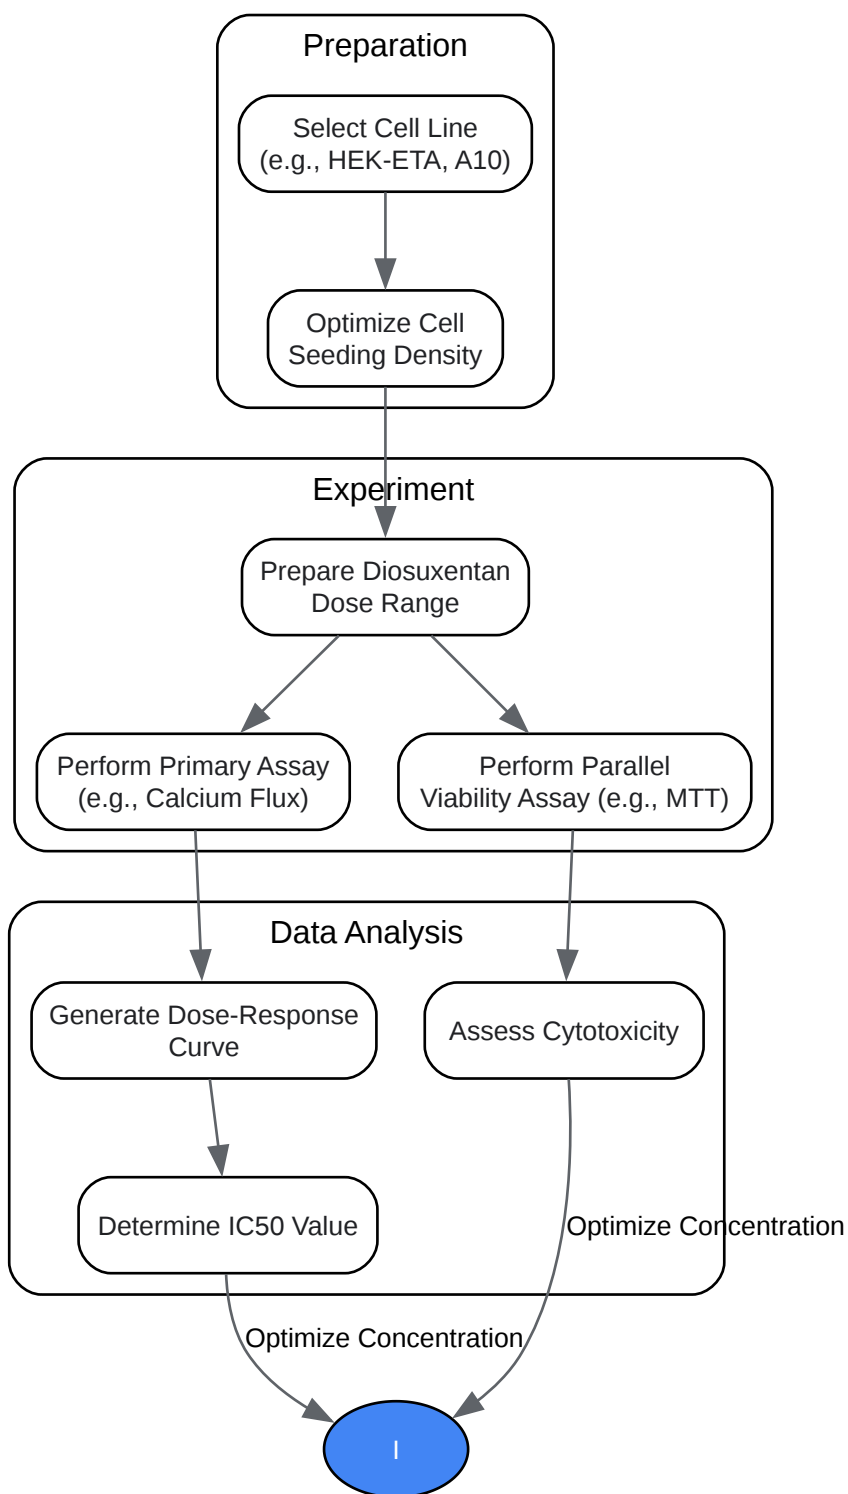 Preparation
Select Cell Line
(e.g., HEK-ETA, A10)
Optimize Cell
Seeding Density
Experiment
Prepare Diosuxentan
Dose Range
Perform Primary Assay
(e.g., Calcium Flux)
Perform Parallel
Viability Assay (e.g., MTT)
Data Analysis
Generate Dose-Response
Curve
Assess Cytotoxicity
Determine IC50 Value
Optimize Concentration
Optimize Concentration
I